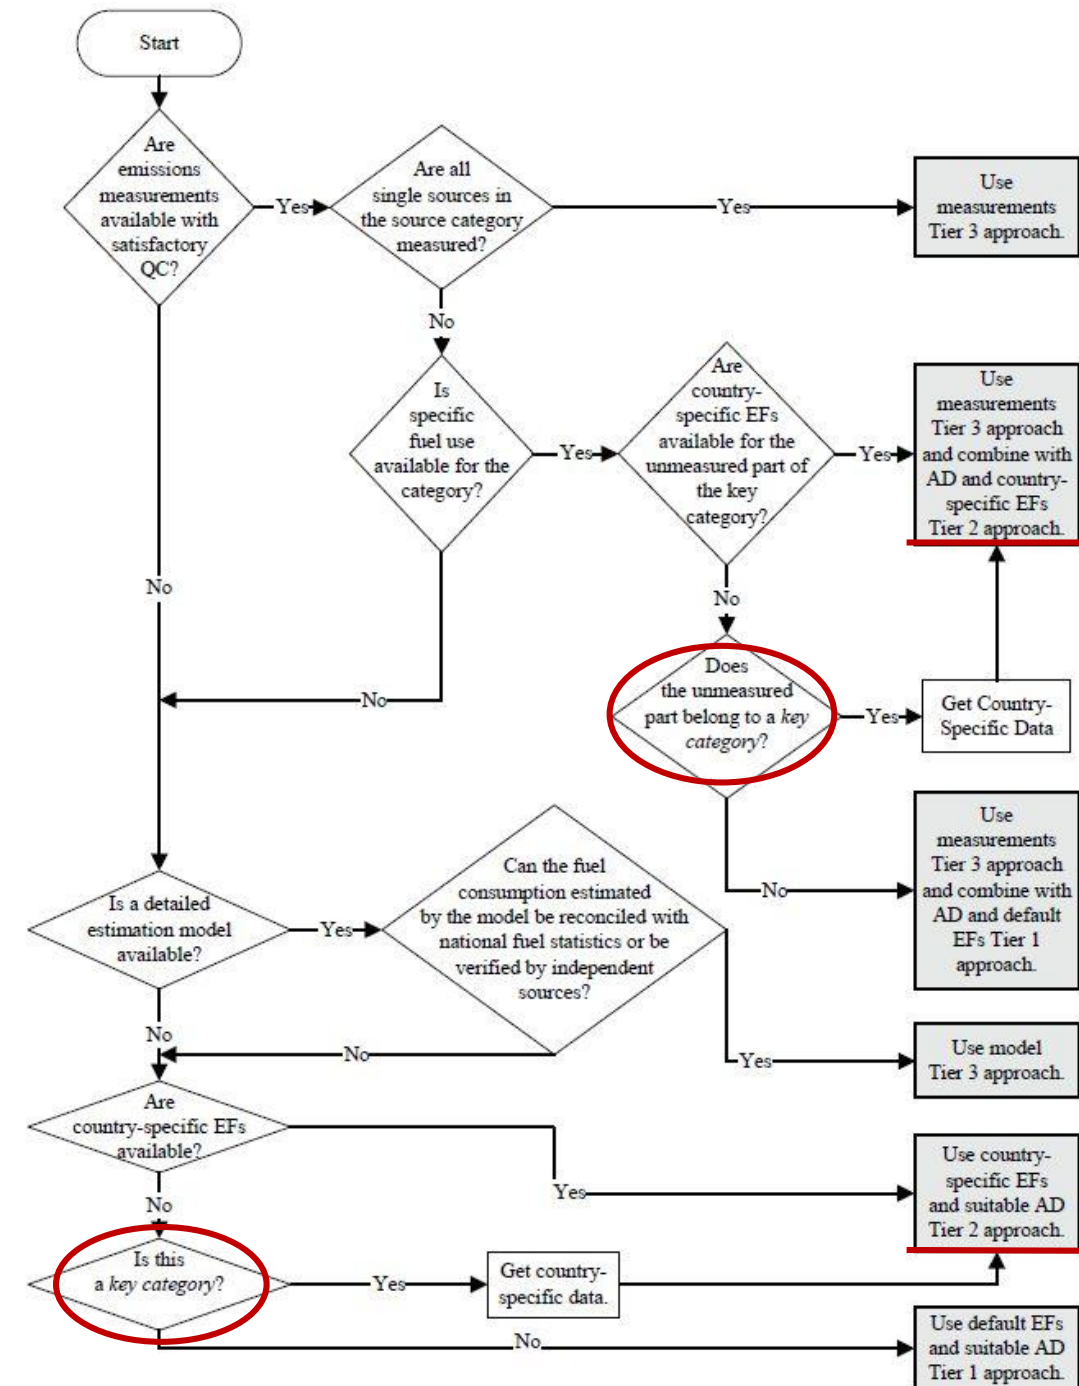 Start
Are
emissions
measurements
available with
satisfactory
QC?
Yes
Are all
single sources in
the source category
measured?
Yes
Use
measurements
Tier 3 approach.
No
Is
specific
fuel use
available for the
category?
Yes
Are
country-
specific EFs
available for the
unmeasured part of
the key
category?
Yes
Use
measurements
Tier 3 approach
and combine with
AD and country-
specific EFs
Tier 2 approach.
No
No
Does
the unmeasured
part belong to a key
category?
Yes
Get Country-
Specific Data
No
No
Use
measurements
Tier 3 approach
and combine with
AD and default
EFs Tier 1
approach.
Is a detailed
estimation model
available?
Yes
Can the fuel
consumption estimated
by the model be reconciled with
national fuel statistics or be
verified by independent
sources?
No
No
Yes
Use model
Tier 3 approach.
Are
country-specific EFs
available?
Yes
Use country-
specific EFs
and suitable AD
Tier 2 approach.
No
Is this
a key category?
Yes
Get country-
specific data.
No
Use default EFs
and suitable AD
Tier 1 approach.